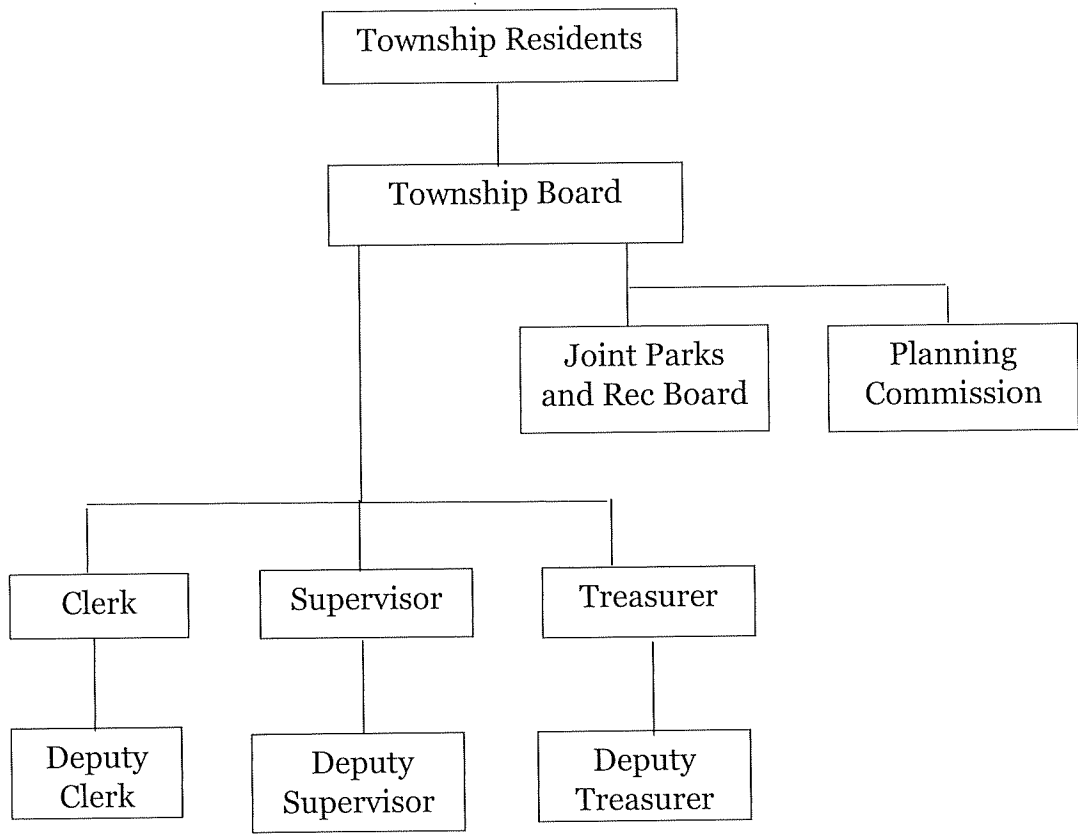 Township Residents
Township Board
Joint Parks
and Rec Board
Planning
Commission
Clerk
Supervisor
Treasurer
Deputy
Clerk
Deputy
Supervisor
Deputy
Treasurer